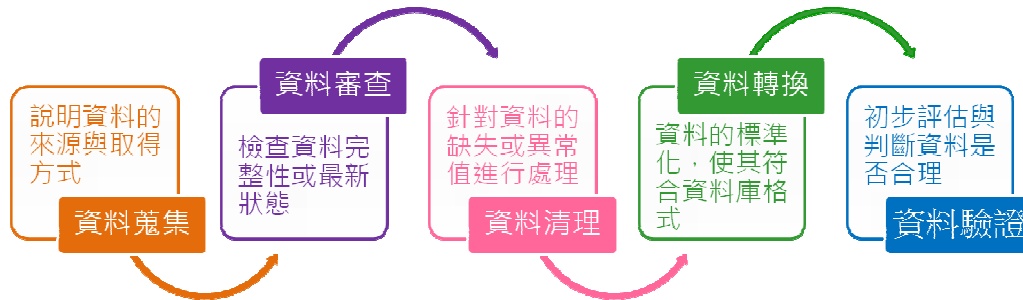 說明資料的
來源與取得
方式
資料蒐集
資料審查
檢查資料完
整性或最新
狀態
針對資料的
缺失或異常
值進行處理
資料清理
資料轉換
資料的標準
化，使其符
合資料庫格
式
初步評估與
判斷資料是
否合理
資料驗證